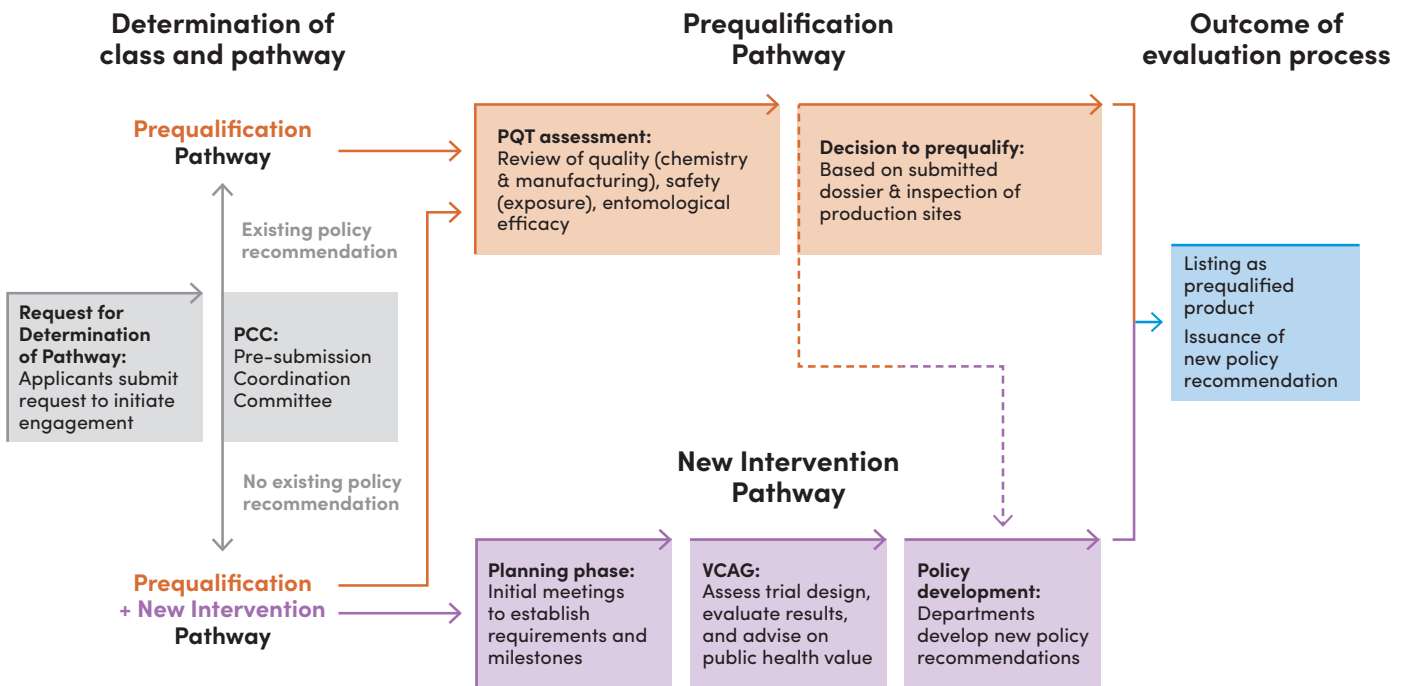 Determination of
class and pathway
Prequalification
Pathway
Outcome of
evaluation process
Prequalification
Pathway
Existing policy
recommendation
Request for
Determination
of Pathway:
Applicants submit
request to initiate
engagement
PCC:
Pre-submission
Coordination
Committee
No existing policy
recommendation
Prequalification
+ New Intervention
Pathway
PQT assessment:
Review of quality (chemistry
& manufacturing), safety
(exposure), entomological
efficacy
Decision to prequalify:
Based on submitted
dossier & inspection of
production sites
New Intervention
Pathway
Planning phase:
Initial meetings
to establish
requirements and
milestones
VCAG:
Assess trial design,
evaluate results,
and advise on
public health value
Policy
development:
Departments
develop new policy
recommendations
Listing as
prequalified
product
Issuance of
new policy
recommendation